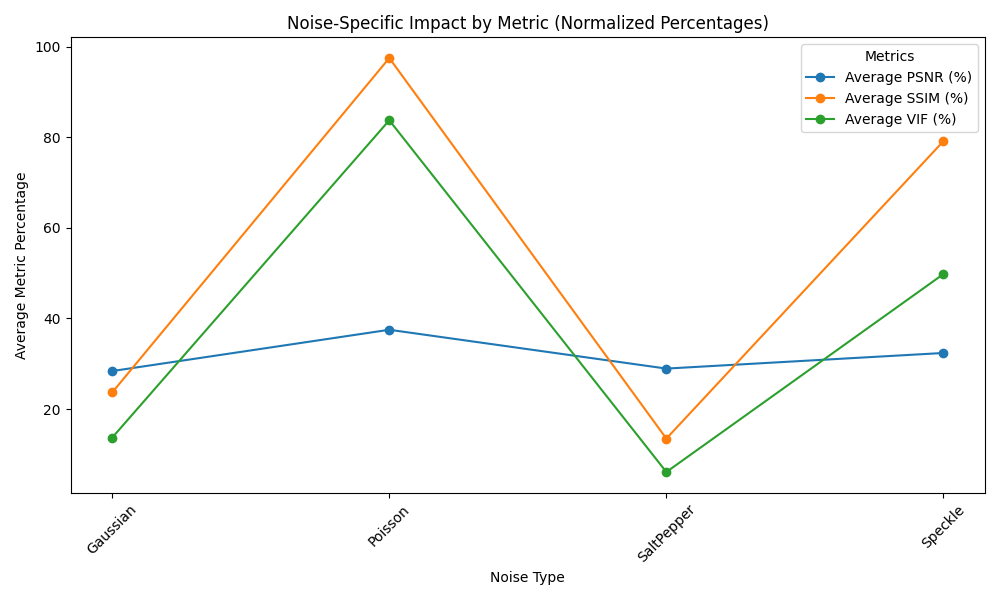 Noise-Specific Impact by Metric (Normalized Percentages)
Metrics
Average PSNR (%)
Average SSIM (%)
Average VIF (%)
Average Metric Percentage
100
80
60
40
20
Gaussian
Poisson
SaltPepper
Speckle
Noise Type